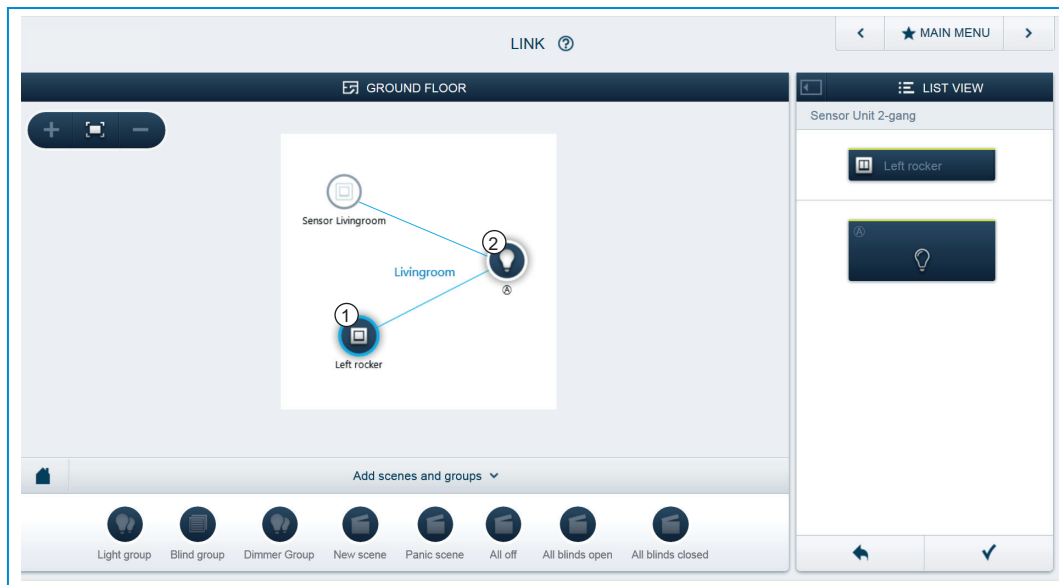 LINK ?
MAIN MENU
GROUND FLOOR
LIST VIEW
Sensor Unit 2-gang
Left rocker
Ⓐ
Sensor Livingroom
2
Livingroom
Ⓐ
1
Left rocker
Add scenes and groups
Light group Blind group Dimmer Group New scene Panic scene All off All blinds open All blinds closed